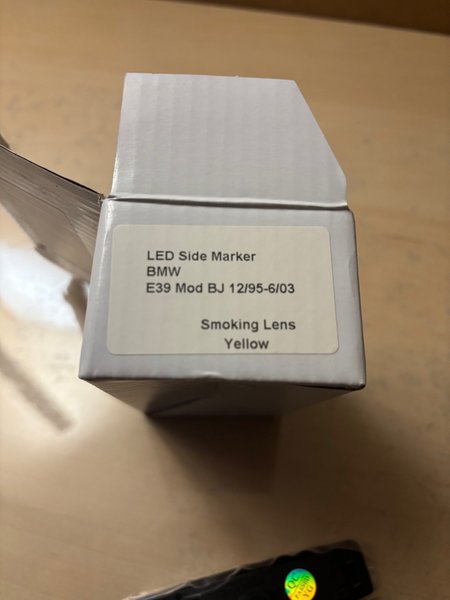 LED Side Marker
BMW
E39 Mod BJ 12/95-6/03
Smoking Lens
Yellow